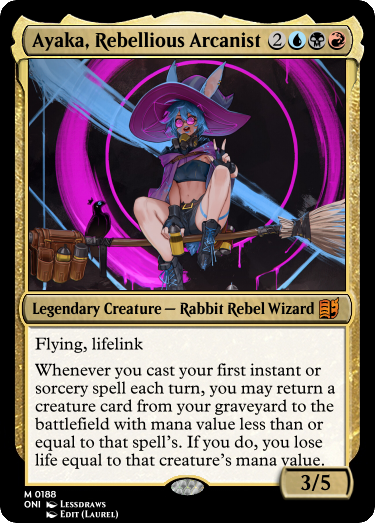 Ayaka, Rebellious Arcanist 2
Legendary Creature — Rabbit Rebel Wizard
Flying, lifelink
Whenever you cast your first instant or
sorcery spell each turn, you may return a
creature card from your graveyard to the
battlefield with mana value less than or
equal to that spell's. If you do, you lose
life equal to that creature's mana value.
3/5
M 0188
ONI Lessdraws
Edit (Laurel)